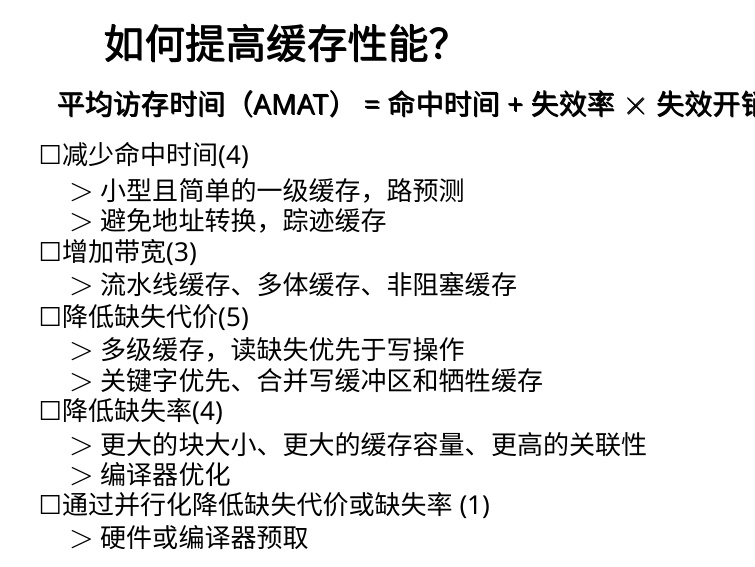 如何提高缓存性能？
平均访存时间（AMAT） = 命中时间 + 失效率 × 失效开销
□减少命中时间(4)
＞ 小型且简单的一级缓存，路预测
＞ 避免地址转换，踪迹缓存
□增加带宽(3)
＞ 流水线缓存、多体缓存、非阻塞缓存
□降低缺失代价(5)
＞ 多级缓存，读缺失优先于写操作
＞ 关键字优先、合并写缓冲区和牺牲缓存
□降低缺失率(4)
＞ 更大的块大小、更大的缓存容量、更高的关联性
＞ 编译器优化
□通过并行化降低缺失代价或缺失率 (1)
＞ 硬件或编译器预取